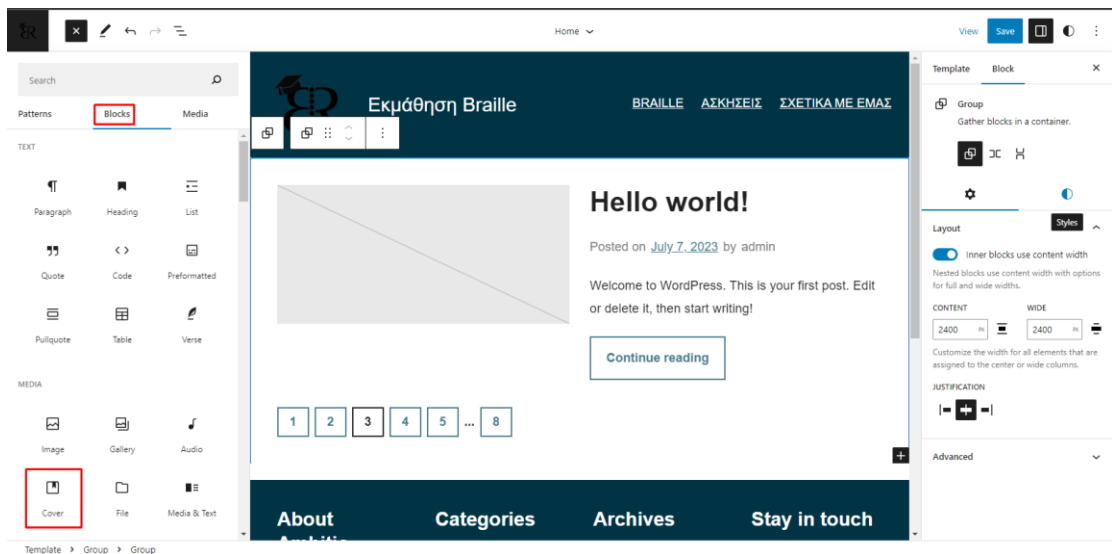 Home
View
Save
Search
Patterns
Blocks
Media
TEXT
Paragraph
Heading
List
Quote
Code
Preformatted
Pullquote
Table
Verse
MEDIA
Image
Gallery
Audio
Cover
File
Media & Text
Εκμάθηση Braille
BRAILLE ΑΣΚΗΣΕΙΣ ΣΧΕΤΙΚΑ ΜΕ ΕΜΑΣ
Hello world!
Posted on July 7, 2023 by admin
Welcome to WordPress. This is your first post. Edit
or delete it, then start writing!
Continue reading
1 2 3 4 5 ... 8
About
Categories
Archives
Stay in touch
Template
Block
Group
Gather blocks in a container.
Styles
Layout
Inner blocks use content width
Nested blocks use content width with options
for full and wide widths.
CONTENT
WIDE
2400
2400
Customize the width for all elements that are
assigned to the center or wide columns.
JUSTIFICATION
Advanced
Template > Group > Group